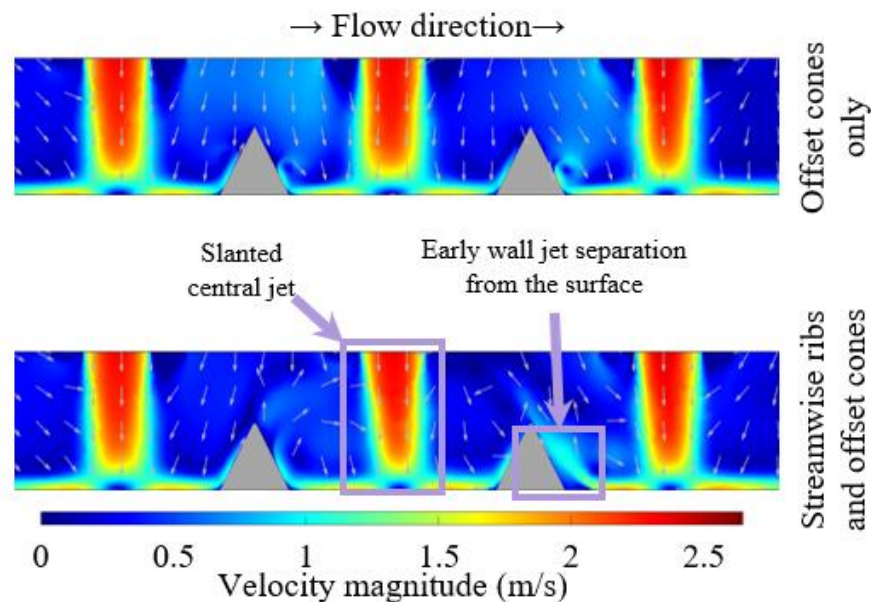 → Flow direction→
Offset cones
only
Slanted
central jet
Early wall jet separation
from the surface
Streamwise ribs
and offset cones
0 0.5 1 1.5 2 2.5
Velocity magnitude (m/s)